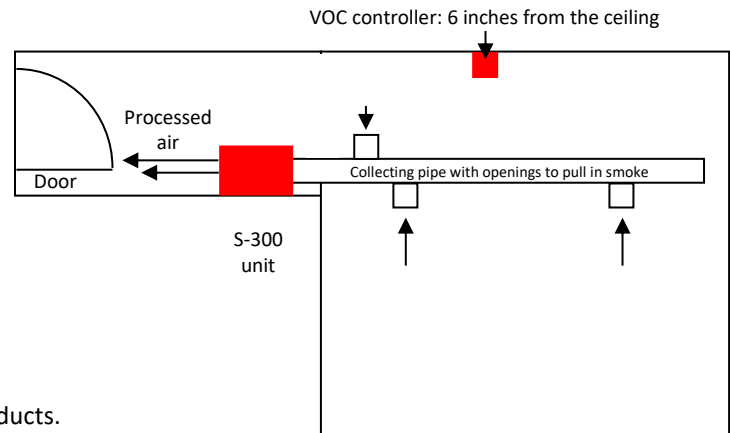 VOC controller: 6 inches from the ceiling
Processed
air
Collecting pipe with openings to pull in smoke
Door
S-300
unit